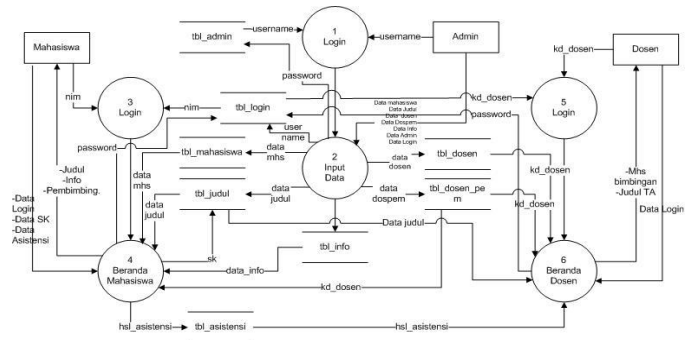 tbl_admin
username
1
Login
username
Admin
Mahasiswa
kd_dosen
Dosen
password
nim
3
Login
nim
tbl_login
kd_dosen
5
Login
Data mahasiswa
Data Judul
Data dosen
Data Dospem
Data Info
Data Admin
Data Login
password
user
name
password
tbl_mahasiswa
data
mhs
2
Input
Data
data
dosen
tbl_dosen
kd_dosen
data
mhs
tbl_judul
data
judul
data
dospem
tbl_dosen_pe
m
kd_dosen
-Judul
-Info
-Pembimbing.
-Data
Login
-Data SK
-Data
Asistensi
data
judul
Data judul
-Mhs
bimbingan
-Judul TA
Data Login
tbl_info
4
Beranda
Mahasiswa
sk
data_info
kd_dosen
6
Beranda
Dosen
hsl_asistensi
tbl_asistensi
hsl_asistensi